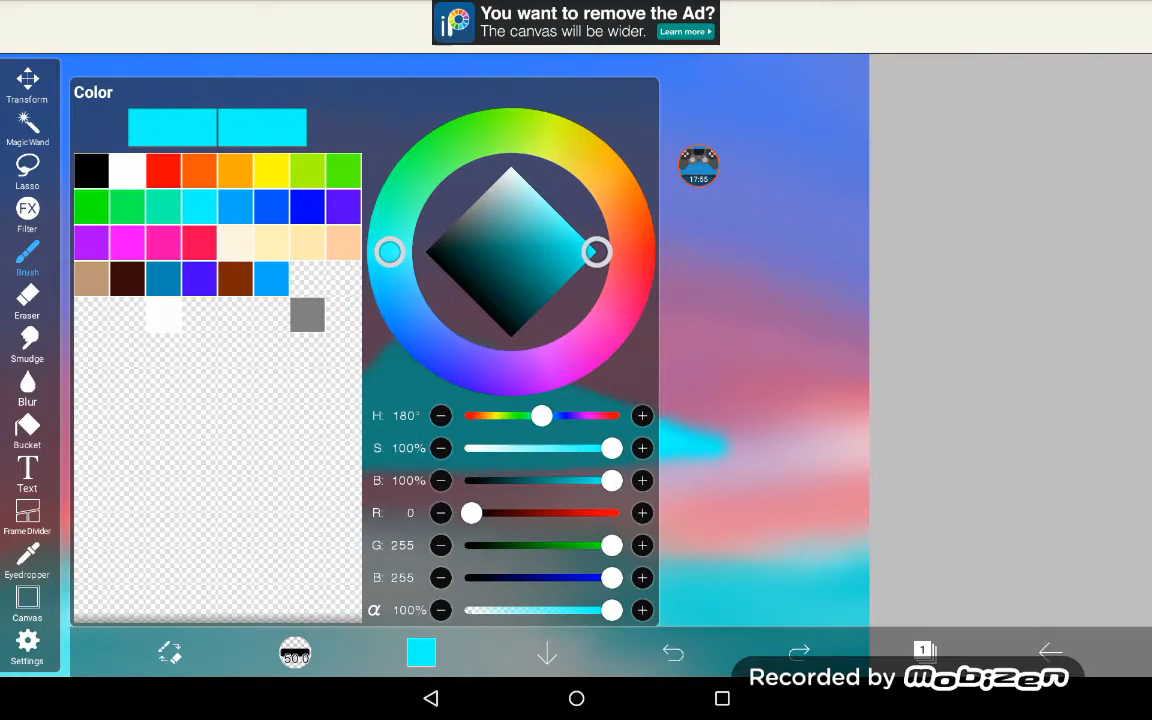 You want to remove the Ad?
The canvas will be wider.
Learn more
Transform
Magic Wand
Lasso
FX
Filter
Brush
Eraser
Smudge
Blur
Bucket
T
Text
Frame Divider
Eyedropper
Canvas
Settings
Color
17:55
H: 180°
S: 100%
B: 100%
R: 0
G: 255
B: 255
α 100%
50.0
1
Recorded by mobizen